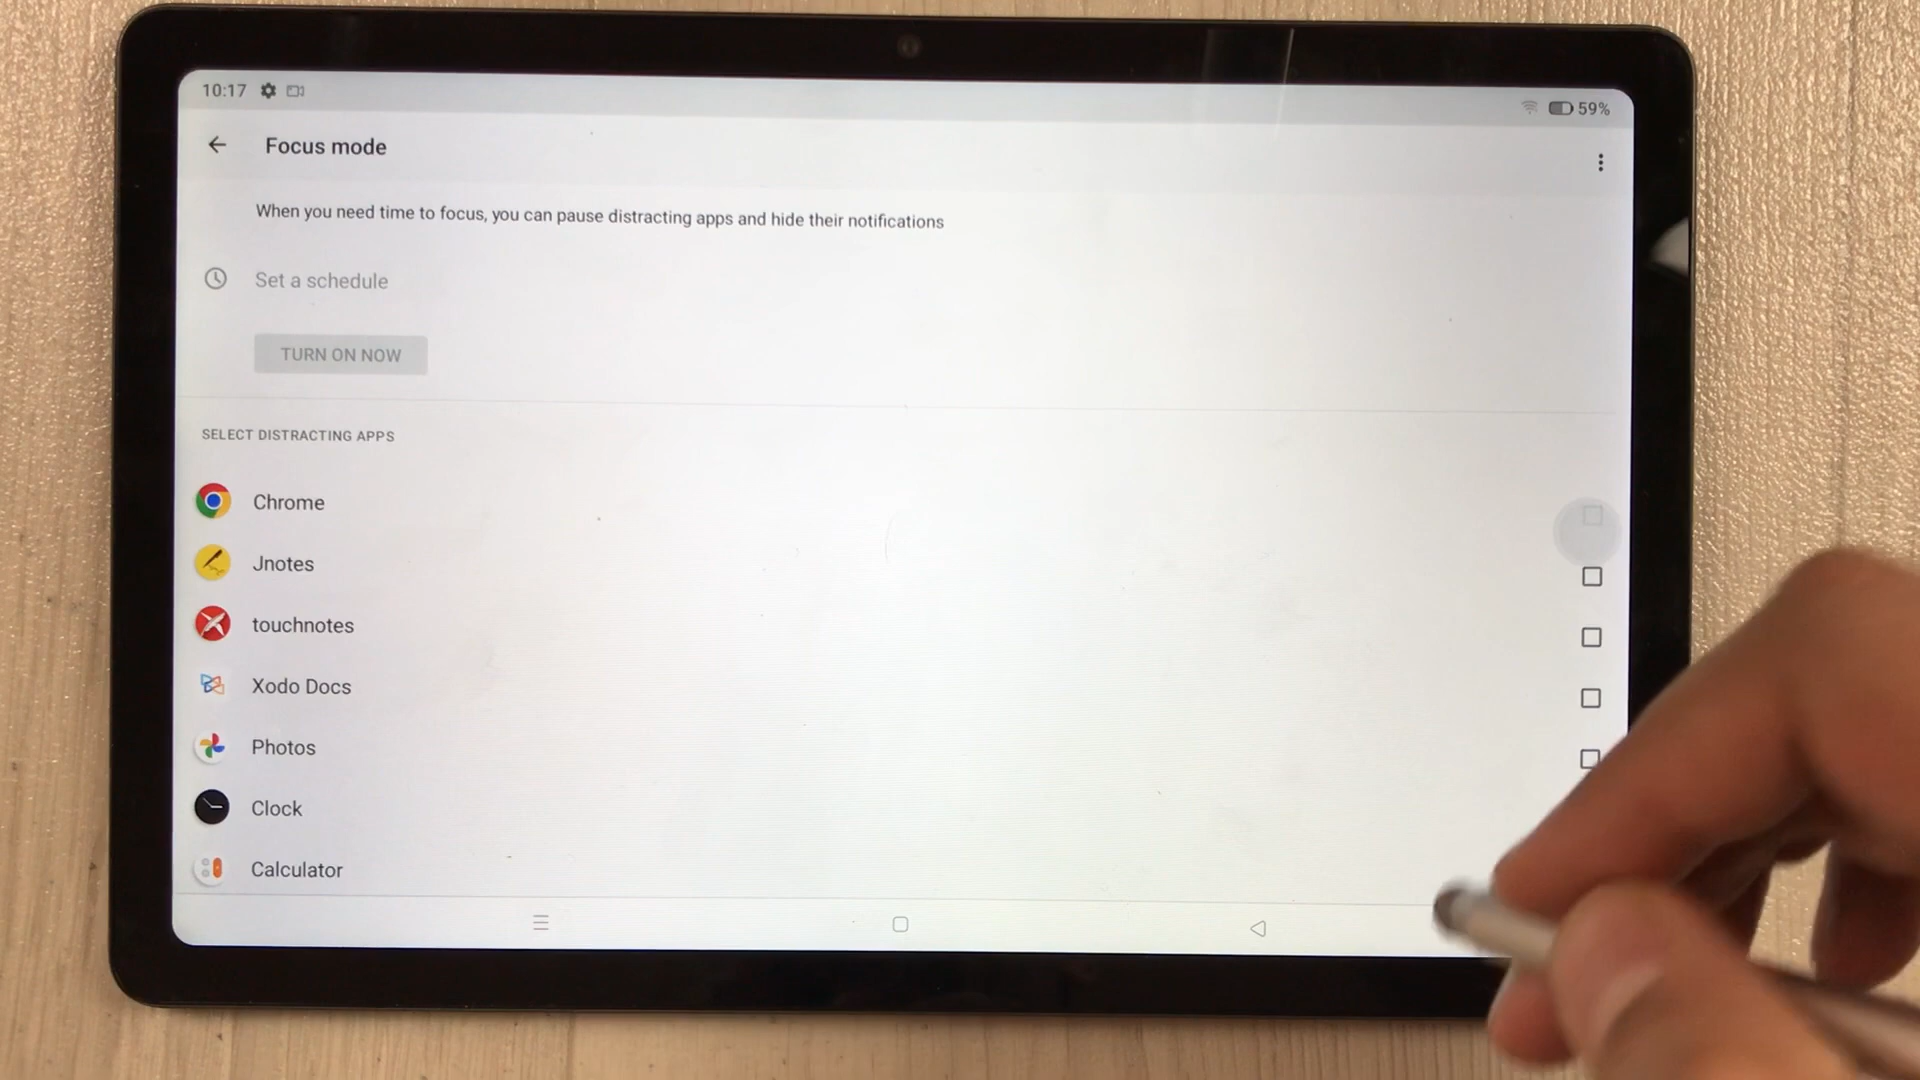 10:17
59%
Focus mode
When you need time to focus, you can pause distracting apps and hide their notifications
Set a schedule
TURN ON NOW
SELECT DISTRACTING APPS
Chrome
Jnotes
touchnotes
Xodo Docs
Photos
Clock
Calculator